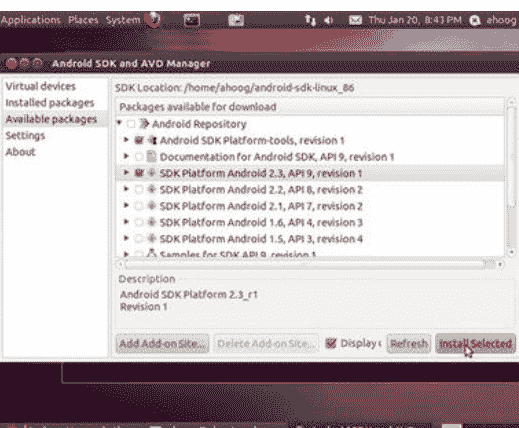 Applications Places System Thu Jan 20, 8:43 PM ahoog
Android SDK and AVD Manager
Virtual devices
Installed packages
Available packages
Settings
About
SDK Location: /home/ahoog/android-sdk-linux_86
Packages available for download
Android Repository
Android SDK Platform-tools, revision 1
Documentation for Android SDK, API 9, revision 1
SDK Platform Android 2.3, API 9, revision 1
SDK Platform Android 2.2, API 8, revision 2
SDK Platform Android 2.1, API 7, revision 2
SDK Platform Android 1.6, API 4, revision 3
SDK Platform Android 1.5, API 3, revision 4
Samples for SDK API 9, revision 1
Description
Android SDK Platform 2.3_r1
Revision 1
Add Add-on Site... Delete Add-on Site... Display Refresh Install Selected